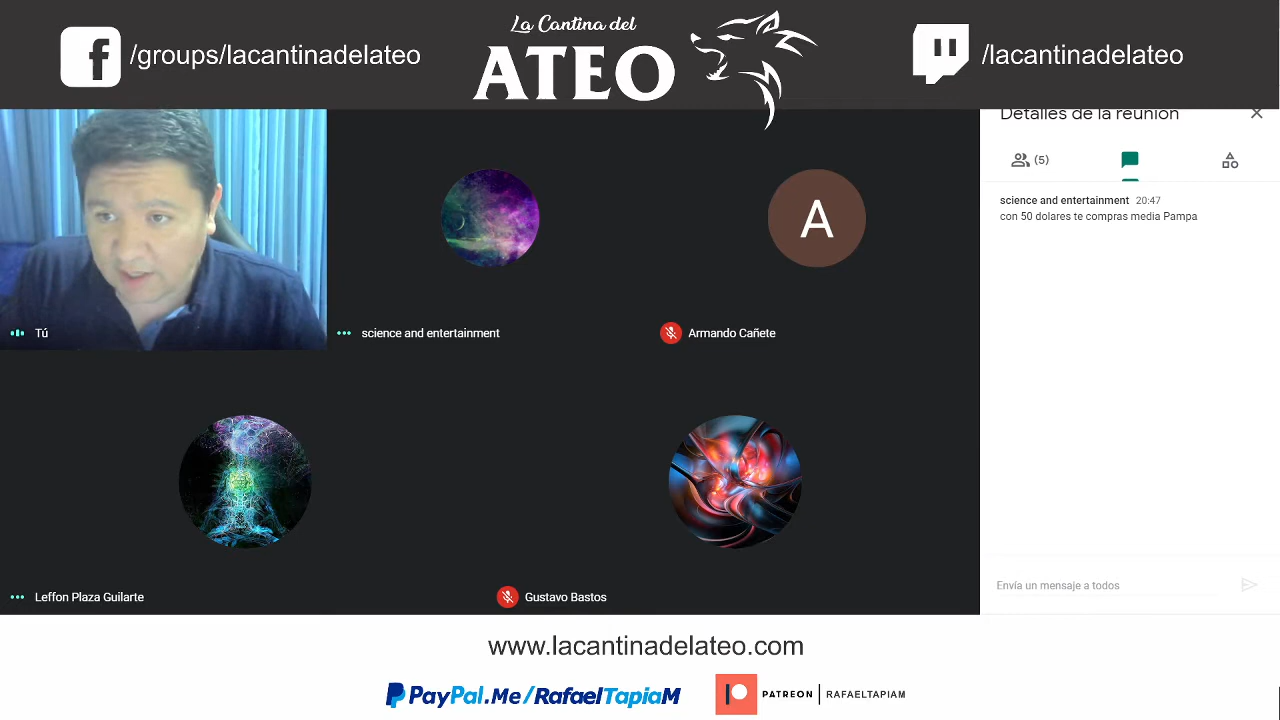 /groups/lacantinadelateo
La Cantina del
ATEO
/lacantinadelateo
Detalles de la reunión
(5)
science and entertainment 20:47
con 50 dolares te compras media Pampa
A
Tú
science and entertainment
Armando Cañete
Leffon Plaza Guilarte
Gustavo Bastos
Envía un mensaje a todos
www.lacantinadelateo.com
PayPal.Me/RafaelTapiaM
PATREON | RAFAELTAPIAM